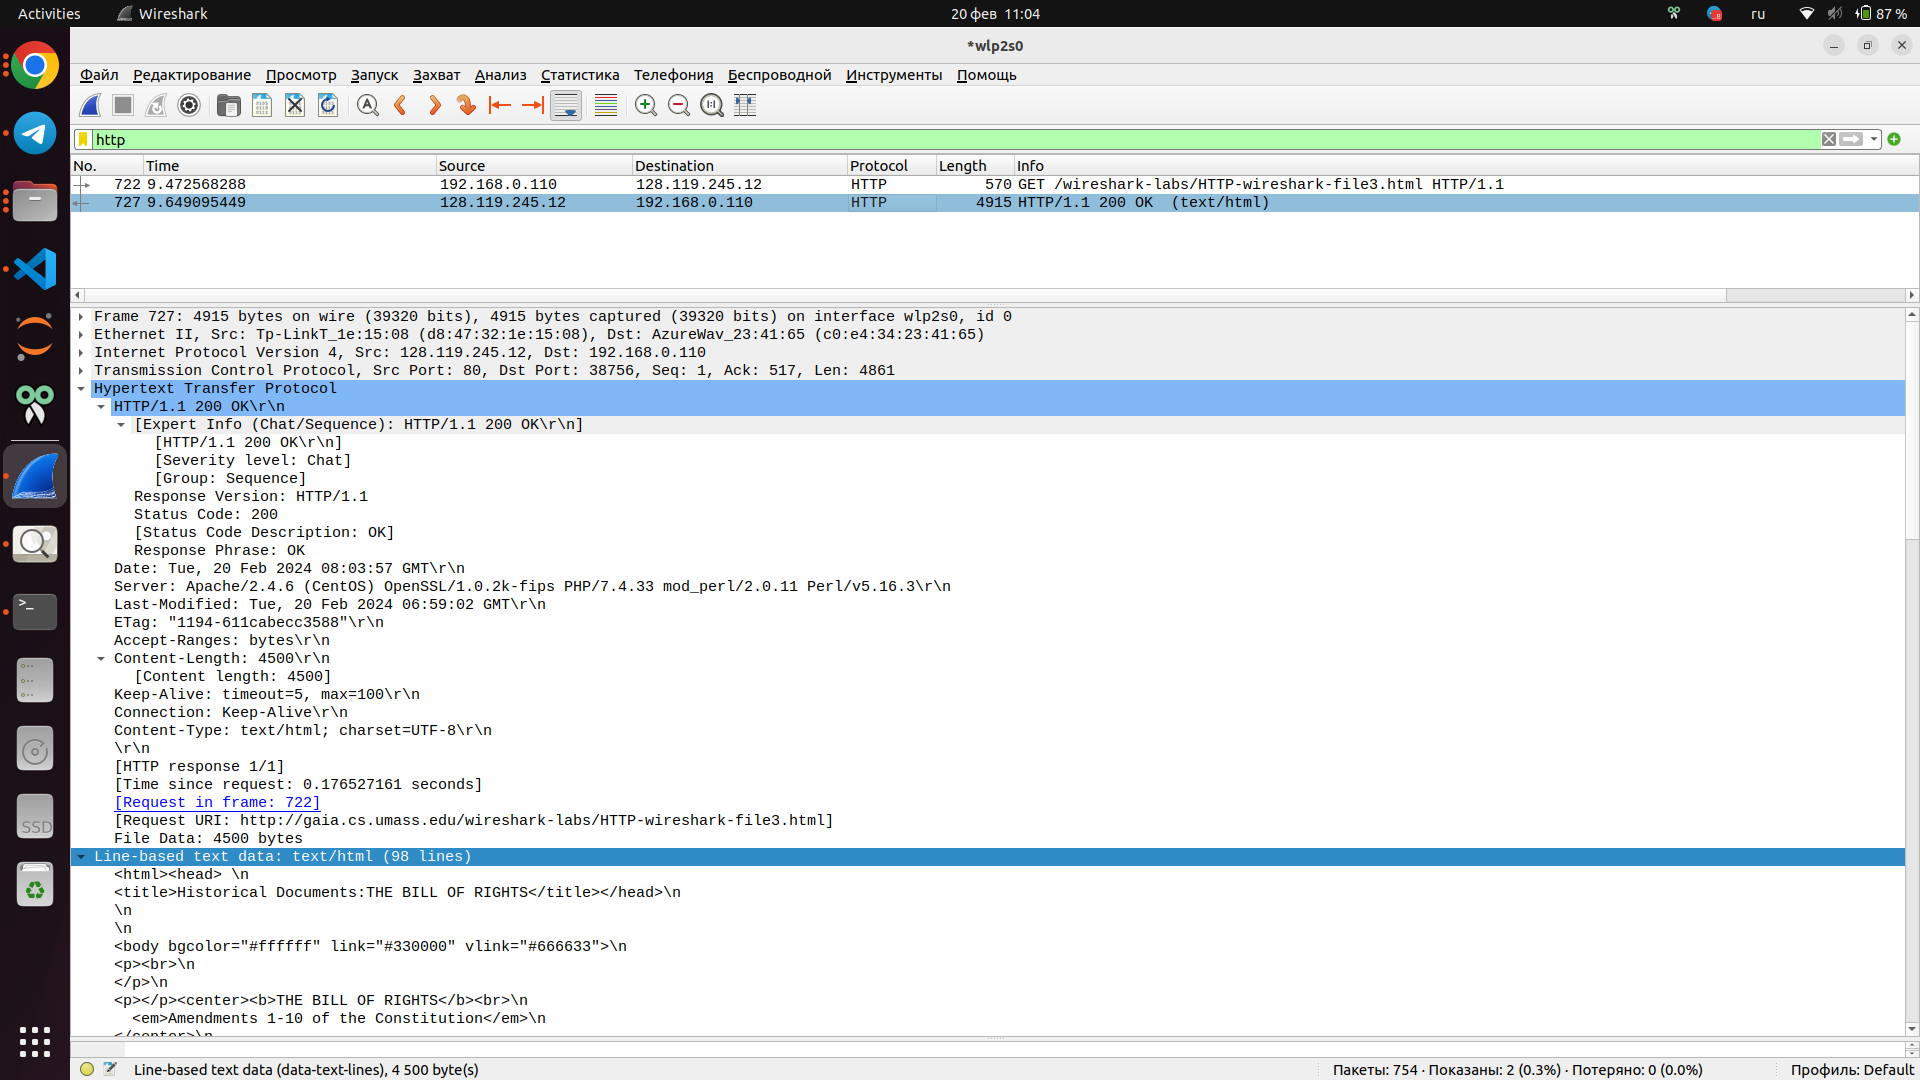 Activities Wireshark 20 фев 11:04 ru 87 %
*wlp2s0
Файл Редактирование Просмотр Запуск Захват Анализ Статистика Телефония Беспроводной Инструменты Помощь
http
No. Time Source Destination Protocol Length Info
722 9.472568288 192.168.0.110 128.119.245.12 HTTP 570 GET /wireshark-labs/HTTP-wireshark-file3.html HTTP/1.1
727 9.649095449 128.119.245.12 192.168.0.110 HTTP 4915 HTTP/1.1 200 OK (text/html)
Frame 727: 4915 bytes on wire (39320 bits), 4915 bytes captured (39320 bits) on interface wlp2s0, id 0
Ethernet II, Src: Tp-LinkT_1e:15:08 (d8:47:32:1e:15:08), Dst: AzureWav_23:41:65 (c0:e4:34:23:41:65)
Internet Protocol Version 4, Src: 128.119.245.12, Dst: 192.168.0.110
Transmission Control Protocol, Src Port: 80, Dst Port: 38756, Seq: 1, Ack: 517, Len: 4861
Hypertext Transfer Protocol
HTTP/1.1 200 OK\r\n
[Expert Info (Chat/Sequence): HTTP/1.1 200 OK\r\n]
[HTTP/1.1 200 OK\r\n]
[Severity level: Chat]
[Group: Sequence]
Response Version: HTTP/1.1
Status Code: 200
[Status Code Description: OK]
Response Phrase: OK
Date: Tue, 20 Feb 2024 08:03:57 GMT\r\n
Server: Apache/2.4.6 (CentOS) OpenSSL/1.0.2k-fips PHP/7.4.33 mod_perl/2.0.11 Perl/v5.16.3\r\n
Last-Modified: Tue, 20 Feb 2024 06:59:02 GMT\r\n
ETag: "1194-611cabecc3588"\r\n
Accept-Ranges: bytes\r\n
Content-Length: 4500\r\n
[Content length: 4500]
Keep-Alive: timeout=5, max=100\r\n
Connection: Keep-Alive\r\n
Content-Type: text/html; charset=UTF-8\r\n
\r\n
[HTTP response 1/1]
[Time since request: 0.176527161 seconds]
[Request in frame: 722]
[Request URI: http://gaia.cs.umass.edu/wireshark-labs/HTTP-wireshark-file3.html]
File Data: 4500 bytes
Line-based text data: text/html (98 lines)
<html><head> \n
<title>Historical Documents:THE BILL OF RIGHTS</title></head>\n
\n
\n
<body bgcolor="#ffffff" link="#330000" vlink="#666633">\n
<p><br>\n
</p>\n
<p></p><center><b>THE BILL OF RIGHTS</b><br>\n
<em>Amendments 1-10 of the Constitution</em>\n
</center>\n
SSD
Line-based text data (data-text-lines), 4 500 byte(s) Пакеты: 754 · Показаны: 2 (0.3%) · Потеряно: 0 (0.0%) Профиль: Default